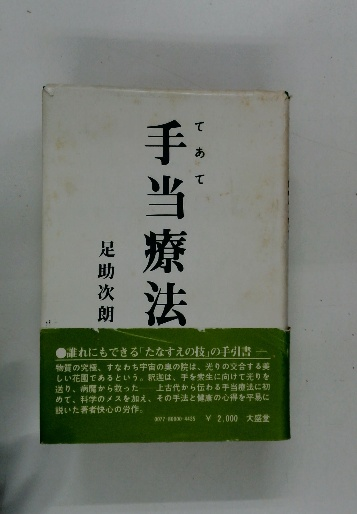 てあて
手当療法
足助次朗
●誰れにもできる「たなすえの技」の手引書―
物質の究極、すなわち宇宙の奥の院は、光りの交合する美
しい花園であるという。釈迦は、手を衆生に向けて光りを
送り、病魔から救った――上古代から伝わる手当療法に初
めて、科学のメスを加え、その手法と健康の心得を平易に
説いた著者快心の労作。
¥ 2,000 大盛堂